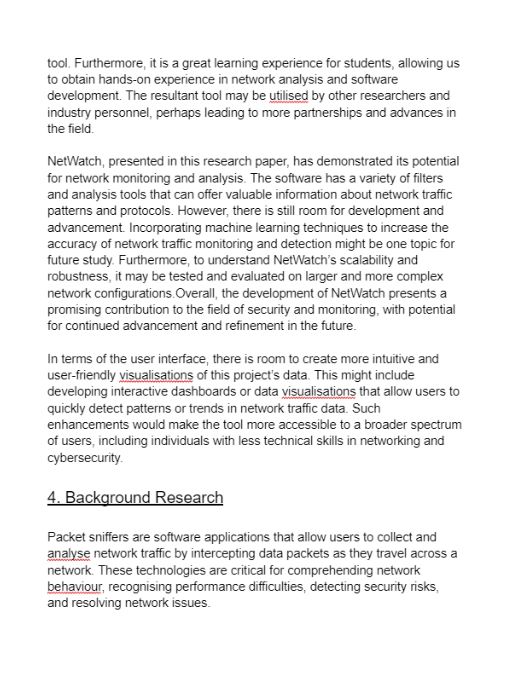 tool. Furthermore, it is a great learning experience for students, allowing us
to obtain hands-on experience in network analysis and software
development. The resultant tool may be utilised by other researchers and
industry personnel, perhaps leading to more partnerships and advances in
the field.
NetWatch, presented in this research paper, has demonstrated its potential
for network monitoring and analysis. The software has a variety of filters
and analysis tools that can offer valuable information about network traffic
patterns and protocols. However, there is still room for development and
advancement. Incorporating machine learning techniques to increase the
accuracy of network traffic monitoring and detection might be one topic for
future study. Furthermore, to understand NetWatch's scalability and
robustness, it may be tested and evaluated on larger and more complex
network configurations.Overall, the development of NetWatch presents a
promising contribution to the field of security and monitoring, with potential
for continued advancement and refinement in the future.
In terms of the user interface, there is room to create more intuitive and
user-friendly visualisations of this project's data. This might include
developing interactive dashboards or data visualisations that allow users to
quickly detect patterns or trends in network traffic data. Such
enhancements would make the tool more accessible to a broader spectrum
of users, including individuals with less technical skills in networking and
cybersecurity.
4. Background Research
Packet sniffers are software applications that allow users to collect and
analyse network traffic by intercepting data packets as they travel across a
network. These technologies are critical for comprehending network
behaviour, recognising performance difficulties, detecting security risks,
and resolving network issues.